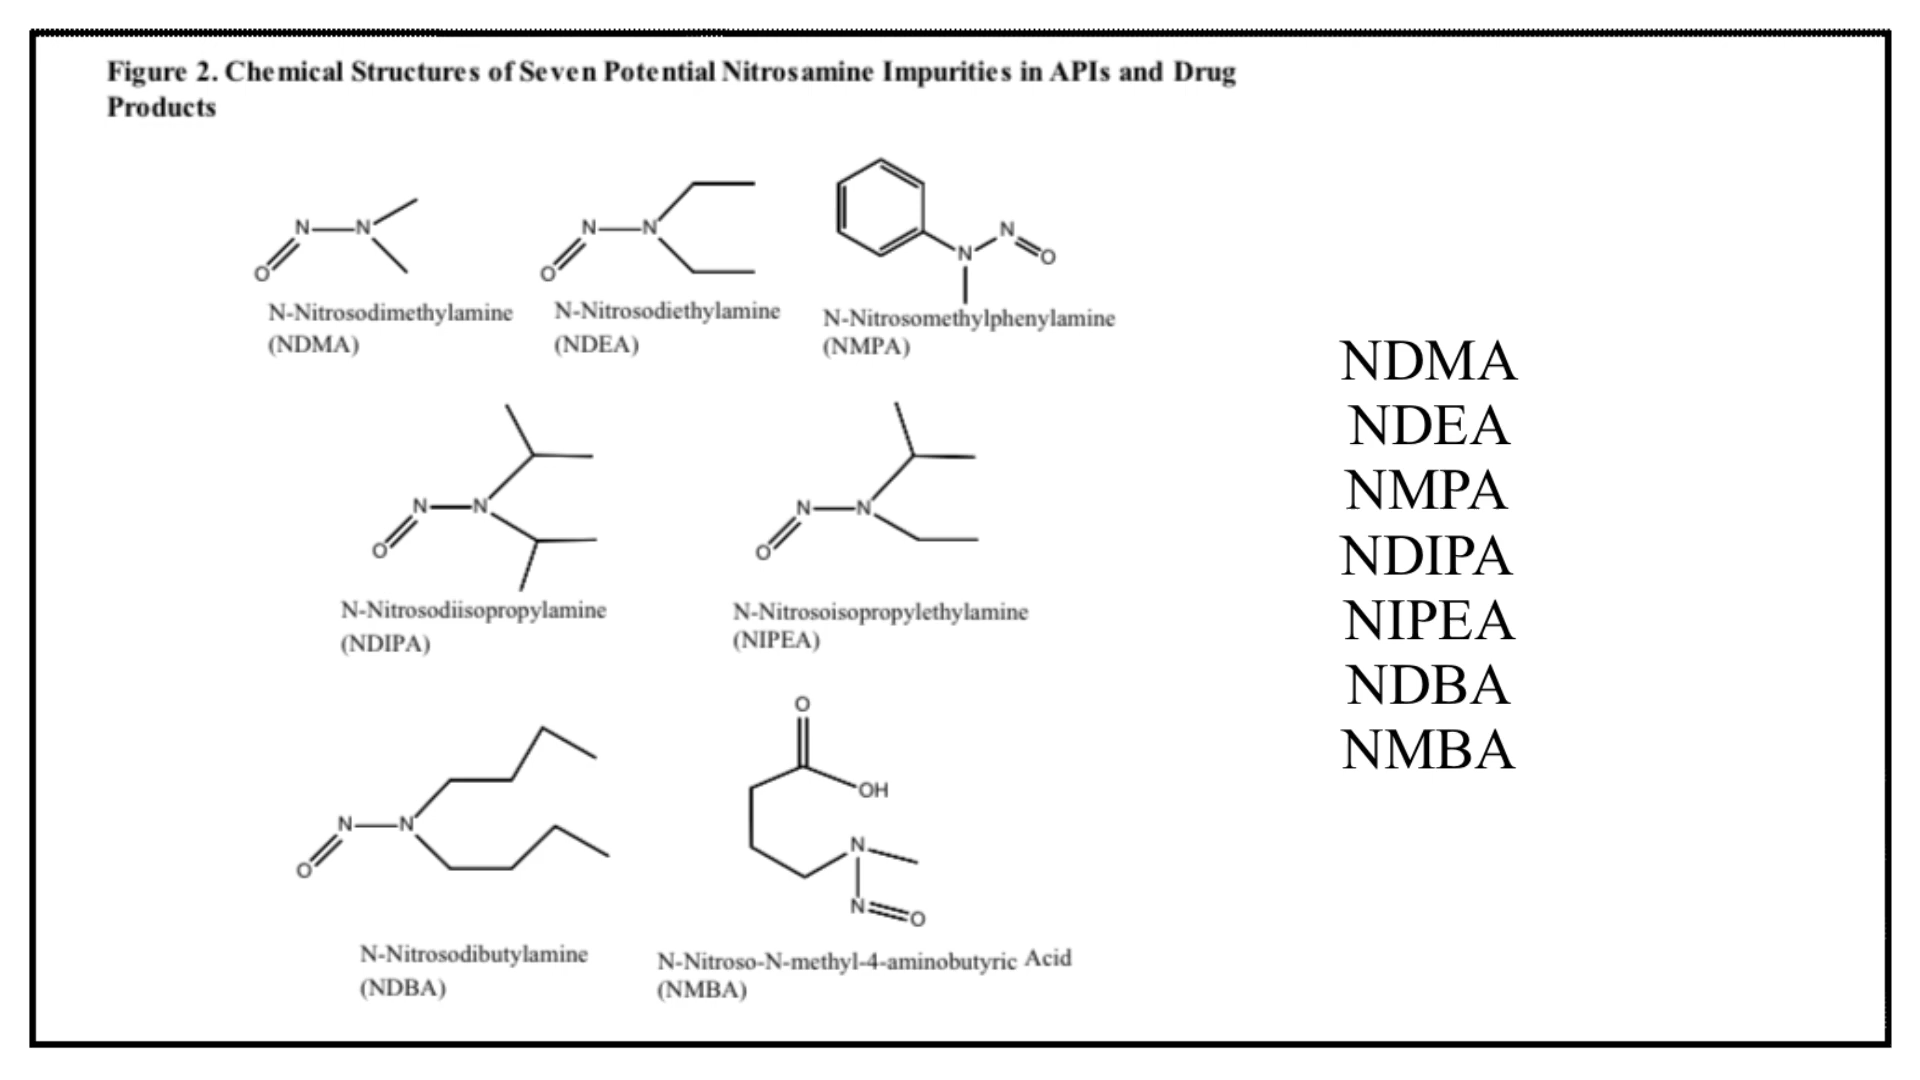 Figure 2. Chemical Structures of Seven Potential Nitrosamine Impurities in APIs and Drug
Products
N
N
O
N-Nitrosodimethylamine
(NDMA)
N
N
O
N-Nitrosodiethylamine
(NDEA)
N
N
O
N-Nitrosomethylphenylamine
(NMPA)
N
N
O
N-Nitrosodiisopropylamine
(NDIPA)
N
N
O
N-Nitrosoisopropylethylamine
(NIPEA)
N
N
O
N-Nitrosodibutylamine
(NDBA)
O
OH
N
N
O
N-Nitroso-N-methyl-4-aminobutyric Acid
(NMBA)
NDMA
NDEA
NMPA
NDIPA
NIPEA
NDBA
NMBA